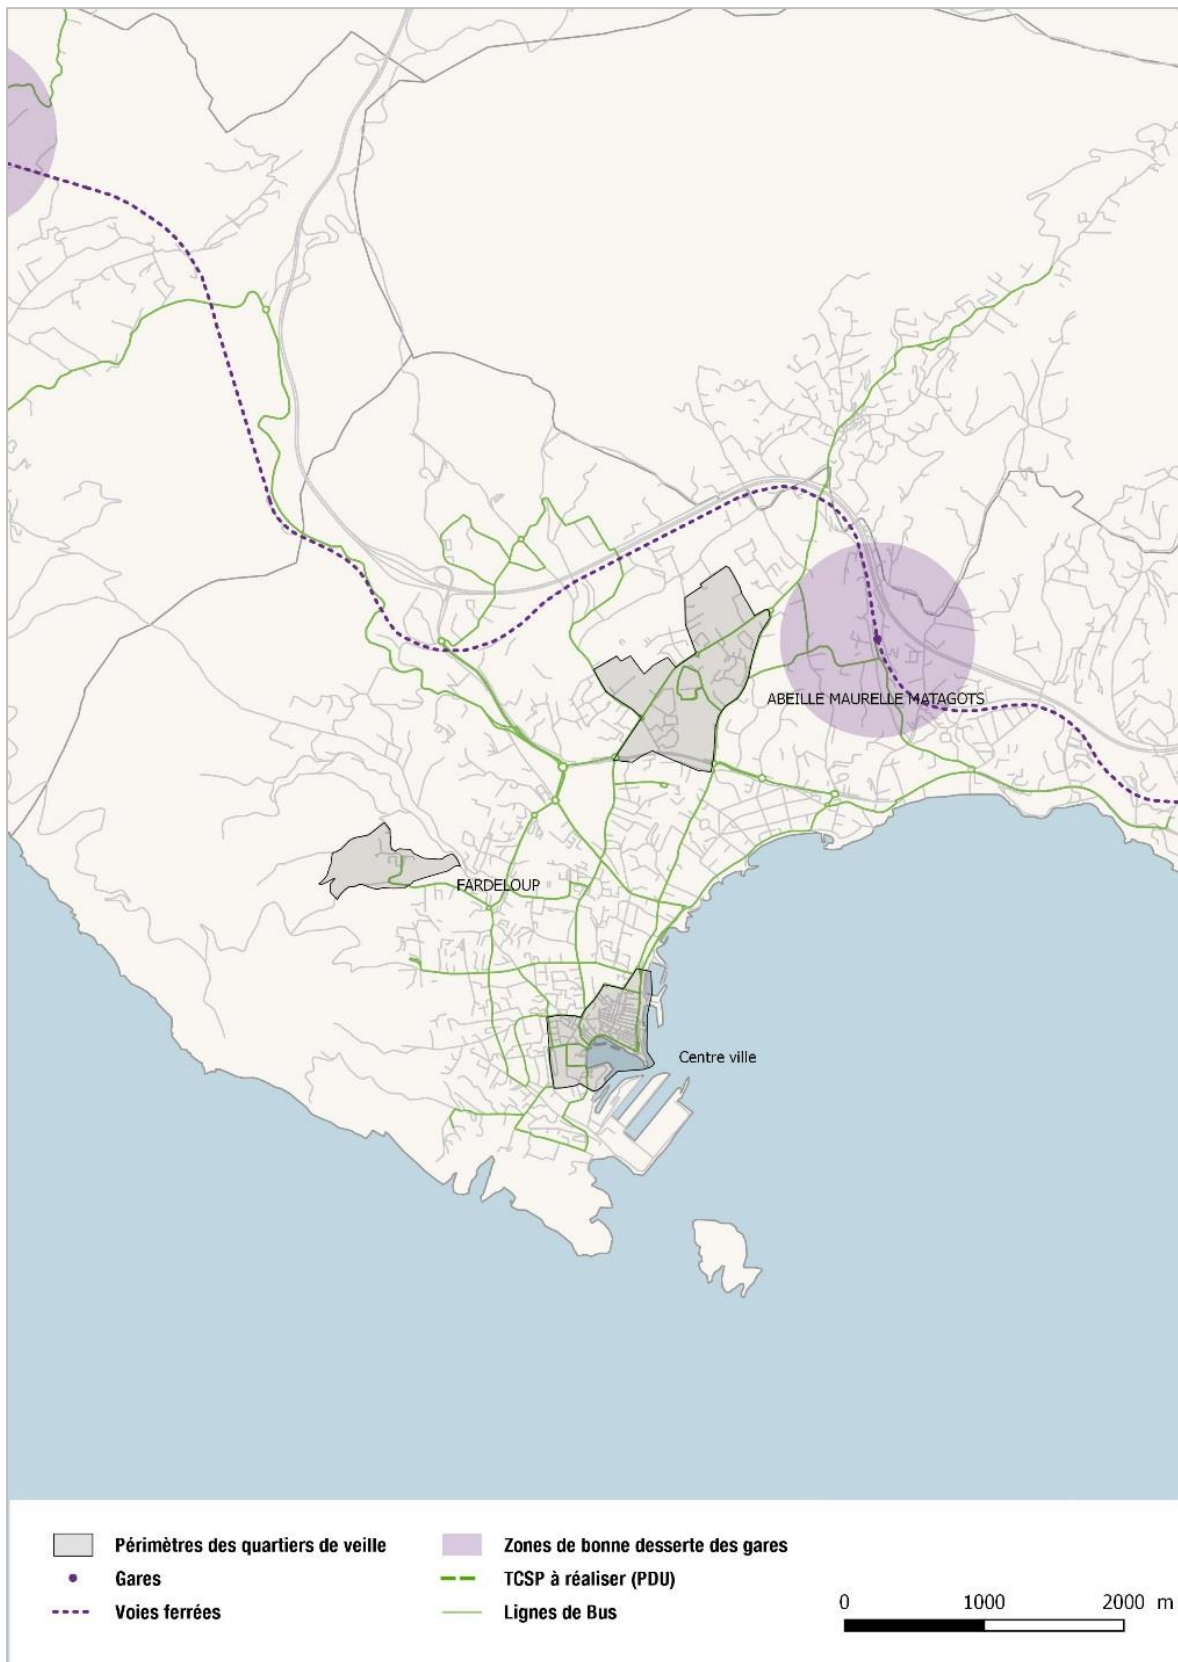 ABEILLE MAURELLE MATAGOTS
FARDELOUP
Centre ville
Périmètres des quartiers de veille
Gares
Voies ferrées
Zones de bonne desserte des gares
TCSP à réaliser (PDU)
Lignes de Bus
0 1000 2000 m